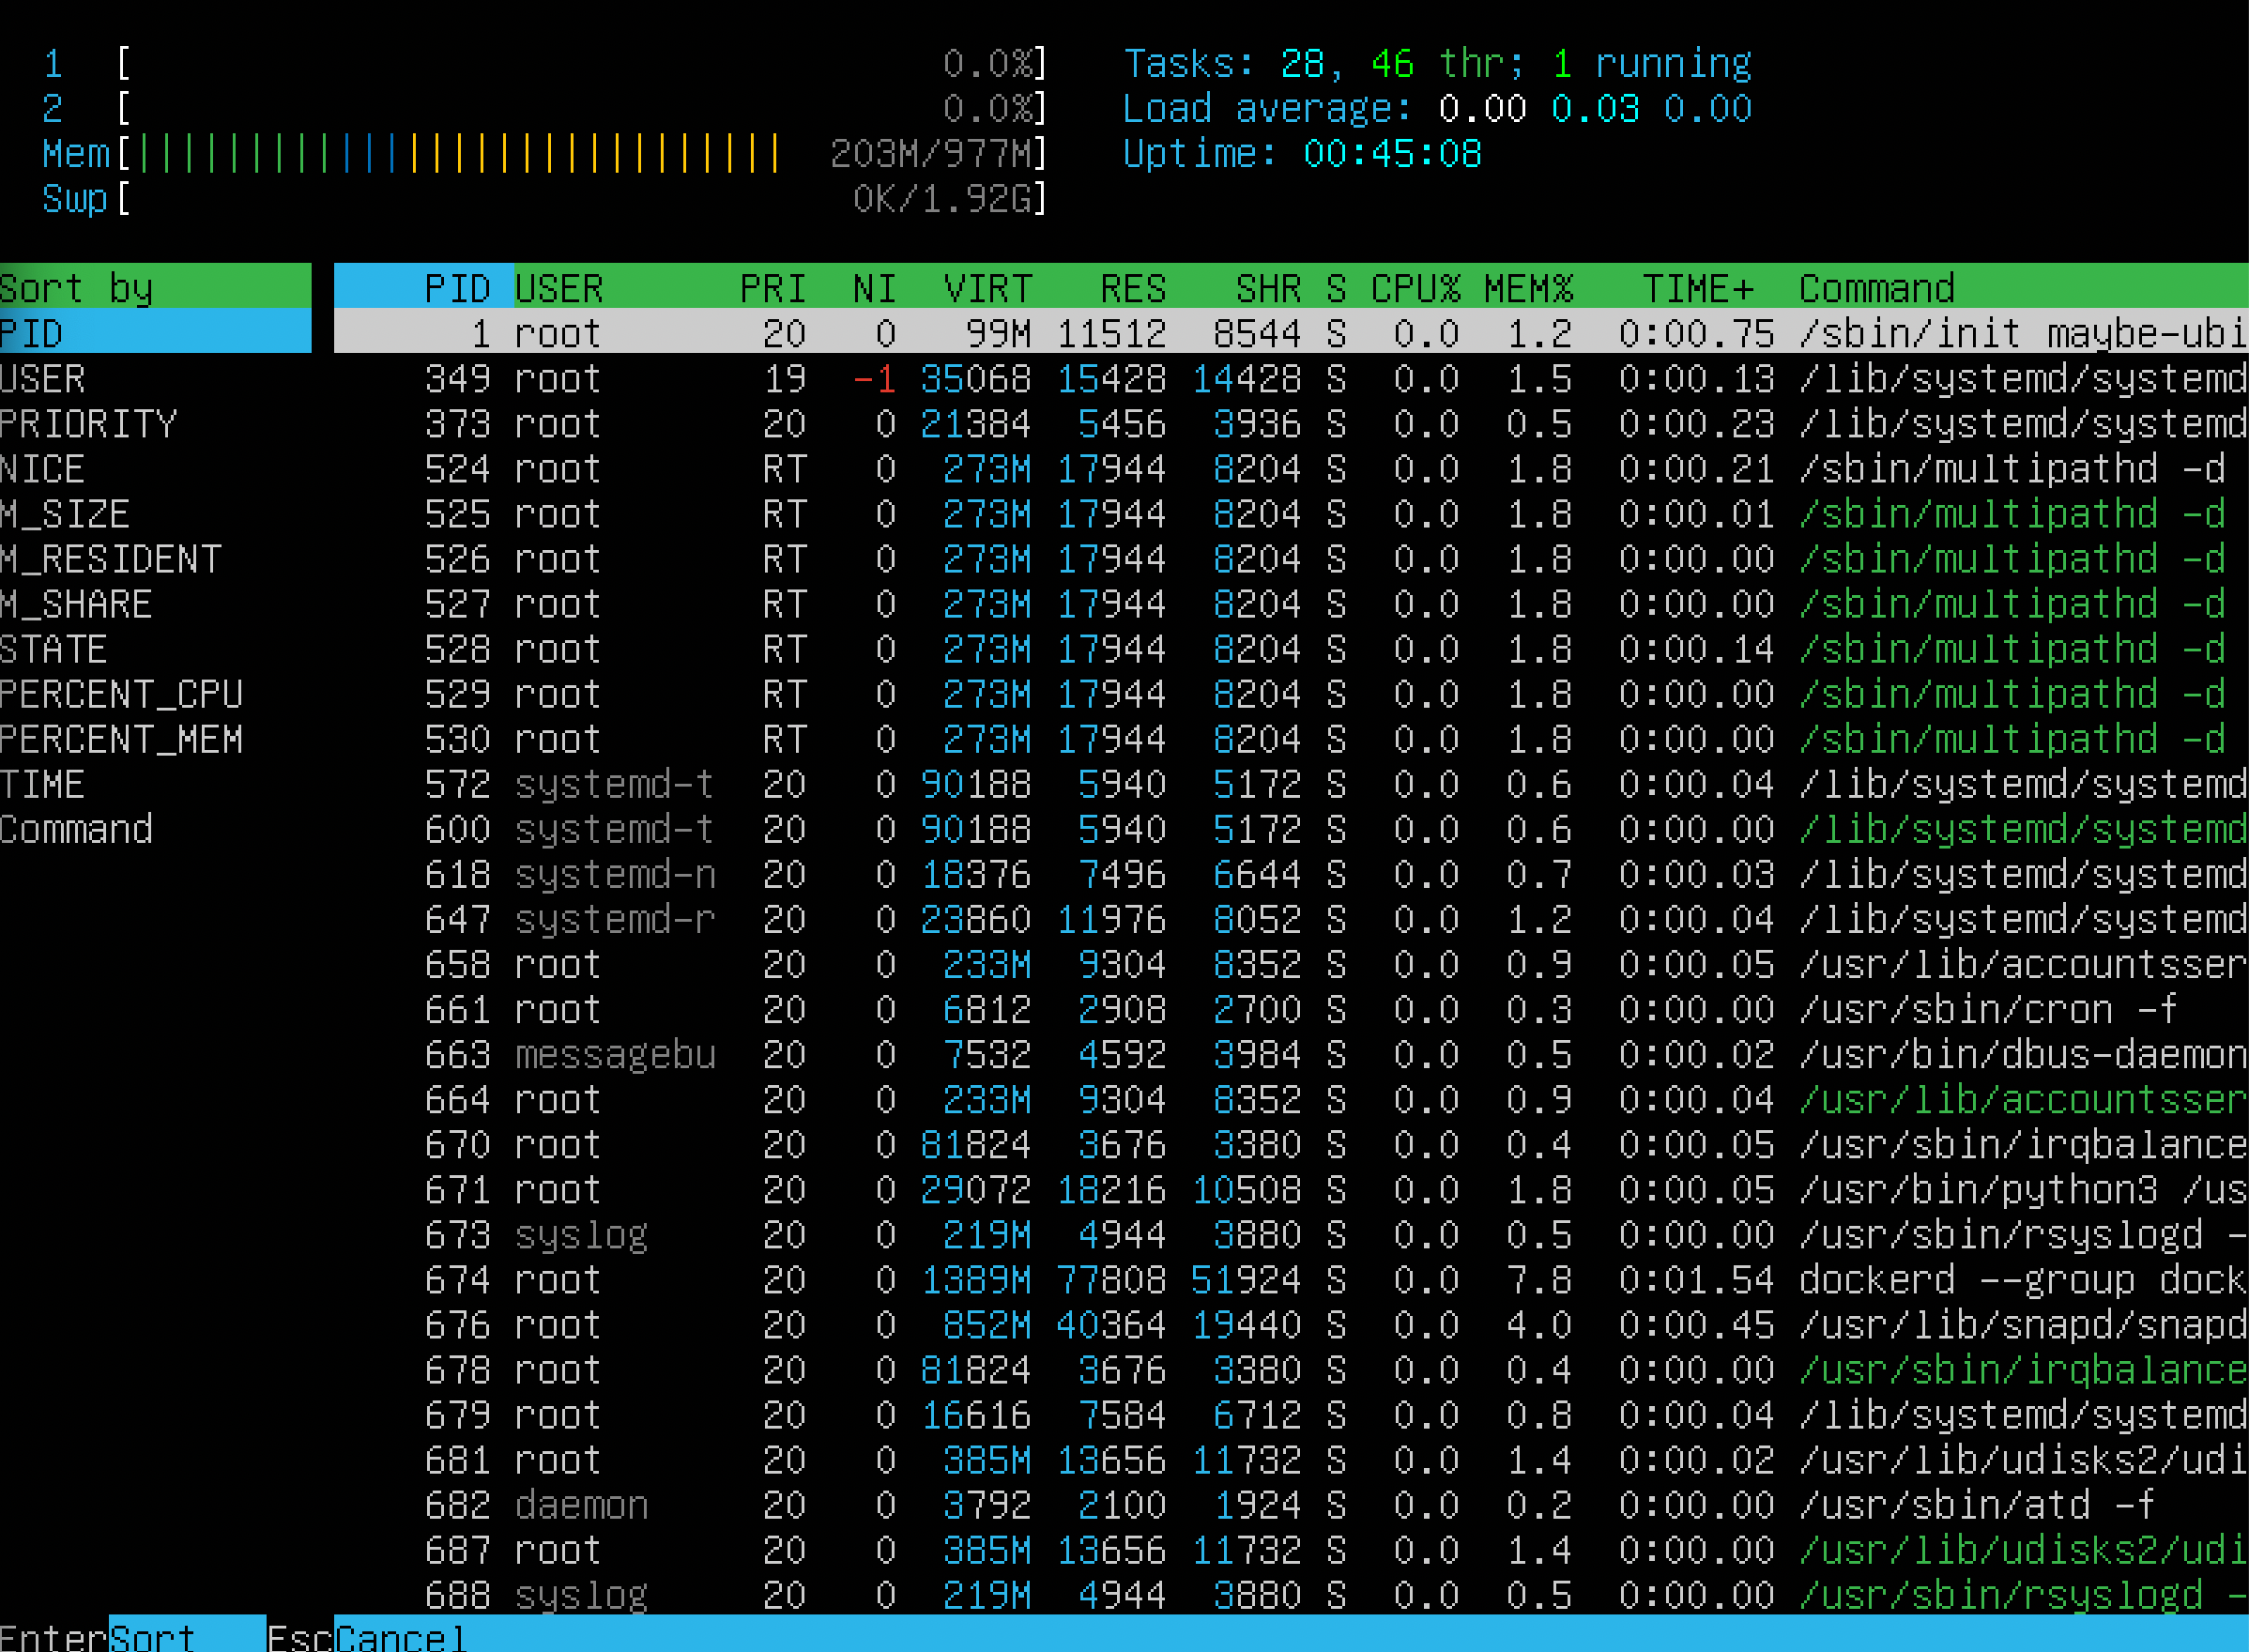 1 [ 0.0%] Tasks: 28, 46 thr; 1 running
2 [ 0.0%] Load average: 0.00 0.03 0.00
Mem[||||||||||||||||||||||||||||| 203M/977M] Uptime: 00:45:08
Swp[ 0K/1.92G]
Sort by PID USER PRI NI VIRT RES SHR S CPU% MEM% TIME+ Command
PID 1 root 20 0 99M 11512 8544 S 0.0 1.2 0:00.75 /sbin/init maybe-ubi
USER 349 root 19 -1 35068 15428 14428 S 0.0 1.5 0:00.13 /lib/systemd/systemd
PRIORITY 373 root 20 0 21384 5456 3936 S 0.0 0.5 0:00.23 /lib/systemd/systemd
NICE 524 root RT 0 273M 17944 8204 S 0.0 1.8 0:00.21 /sbin/multipathd -d
M_SIZE 525 root RT 0 273M 17944 8204 S 0.0 1.8 0:00.01 /sbin/multipathd -d
M_RESIDENT 526 root RT 0 273M 17944 8204 S 0.0 1.8 0:00.00 /sbin/multipathd -d
M_SHARE 527 root RT 0 273M 17944 8204 S 0.0 1.8 0:00.00 /sbin/multipathd -d
STATE 528 root RT 0 273M 17944 8204 S 0.0 1.8 0:00.14 /sbin/multipathd -d
PERCENT_CPU 529 root RT 0 273M 17944 8204 S 0.0 1.8 0:00.00 /sbin/multipathd -d
PERCENT_MEM 530 root RT 0 273M 17944 8204 S 0.0 1.8 0:00.00 /sbin/multipathd -d
TIME 572 systemd-t 20 0 90188 5940 5172 S 0.0 0.6 0:00.04 /lib/systemd/systemd
Command 600 systemd-t 20 0 90188 5940 5172 S 0.0 0.6 0:00.00 /lib/systemd/systemd
618 systemd-n 20 0 18376 7496 6644 S 0.0 0.7 0:00.03 /lib/systemd/systemd
647 systemd-r 20 0 23860 11976 8052 S 0.0 1.2 0:00.04 /lib/systemd/systemd
658 root 20 0 233M 9304 8352 S 0.0 0.9 0:00.05 /usr/lib/accountsser
661 root 20 0 6812 2908 2700 S 0.0 0.3 0:00.00 /usr/sbin/cron -f
663 messagebu 20 0 7532 4592 3984 S 0.0 0.5 0:00.02 /usr/bin/dbus-daemon
664 root 20 0 233M 9304 8352 S 0.0 0.9 0:00.04 /usr/lib/accountsser
670 root 20 0 81824 3676 3380 S 0.0 0.4 0:00.05 /usr/sbin/irqbalance
671 root 20 0 29072 18216 10508 S 0.0 1.8 0:00.05 /usr/bin/python3 /us
673 syslog 20 0 219M 4944 3880 S 0.0 0.5 0:00.00 /usr/sbin/rsyslogd -
674 root 20 0 1389M 77808 51924 S 0.0 7.8 0:01.54 dockerd --group dock
676 root 20 0 852M 40364 19440 S 0.0 4.0 0:00.45 /usr/lib/snapd/snapd
678 root 20 0 81824 3676 3380 S 0.0 0.4 0:00.00 /usr/sbin/irqbalance
679 root 20 0 16616 7584 6712 S 0.0 0.8 0:00.04 /lib/systemd/systemd
681 root 20 0 385M 13656 11732 S 0.0 1.4 0:00.02 /usr/lib/udisks2/udi
682 daemon 20 0 3792 2100 1924 S 0.0 0.2 0:00.00 /usr/sbin/atd -f
687 root 20 0 385M 13656 11732 S 0.0 1.4 0:00.00 /usr/lib/udisks2/udi
688 syslog 20 0 219M 4944 3880 S 0.0 0.5 0:00.00 /usr/sbin/rsyslogd -
EnterSort EscCancel